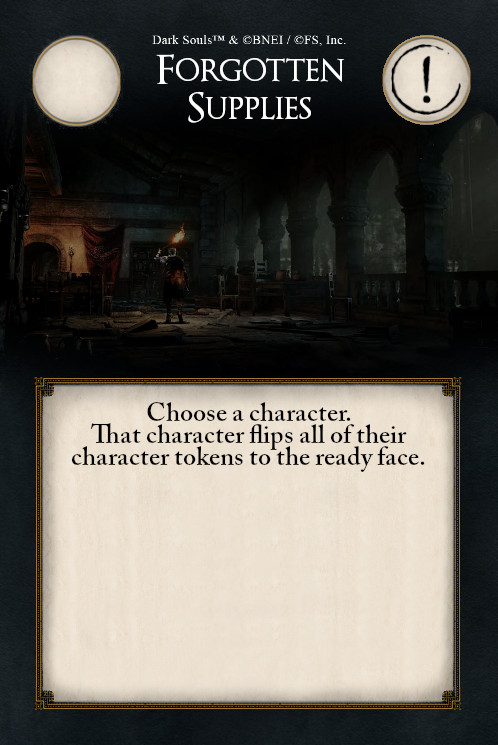 Dark Souls™ & ©BNEI / ©FS, Inc.
Forgotten
Supplies
!
Choose a character.
That character flips all of their
character tokens to the ready face.